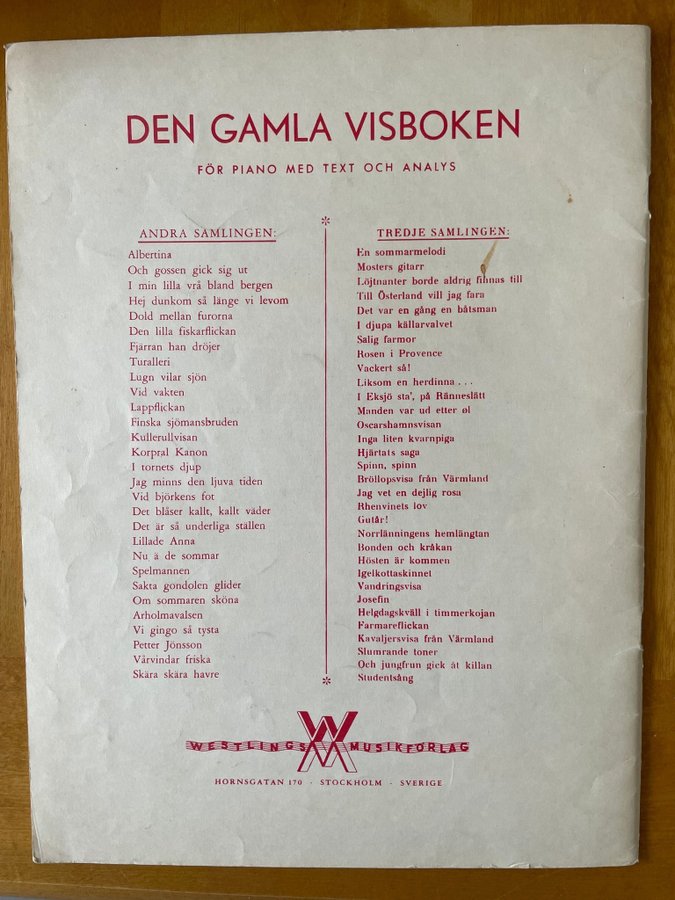 DEN GAMLA VISBOKEN
FÖR PIANO MED TEXT OCH ANALYS
ANDRA SAMLINGEN:
Albertina
Och gossen gick sig ut
I min lilla vrå bland bergen
Hej dunkom så länge vi levom
Dold mellan furorna
Den lilla fiskarflickan
Fjärran han dröjer
Turalleri
Lugn vilar sjön
Vid vakten
Lappflickan
Finska sjömansbruden
Kullerullvisan
Korpral Kanon
I tornets djup
Jag minns den ljuva tiden
Vid björkens fot
Det blåser kallt, kallt väder
Det är så underliga ställen
Lillade Anna
Nu ä de sommar
Spelmannen
Sakta gondolen glider
Om sommaren sköna
Arholmavalsen
Vi gingo så tysta
Petter Jönsson
Vårvindar friska
Skära skära havre
TREDJE SAMLINGEN:
En sommarmelodi
Mosters gitarr
Löjtnanter borde aldrig finnas till
Till Österland vill jag fara
Det var en gång en båtsman
I djupa källarvalvet
Salig farmor
Rosen i Provence
Vackert så!
Liksom en herdinna . . .
I Eksjö sta', på Ränneslätt
Manden var ud etter øl
Oscarshamnsvisan
Inga liten kvarnpiga
Hjärtats saga
Spinn, spinn
Bröllopsvisa från Värmland
Jag vet en dejlig rosa
Rhenvinets lov
Gutår!
Norrlänningens hemlängtan
Bonden och kråkan
Hösten är kommen
Igelkottaskinnet
Vandringsvisa
Josefin
Helgdagskväll i timmerkojan
Farmareflickan
Kavaljersvisa från Värmland
Slumrande toner
Och jungfrun gick åt killan
Studentsång
WESTLINGS MUSIKFÖRLAG
HORNSGATAN 170 · STOCKHOLM · SVERIGE